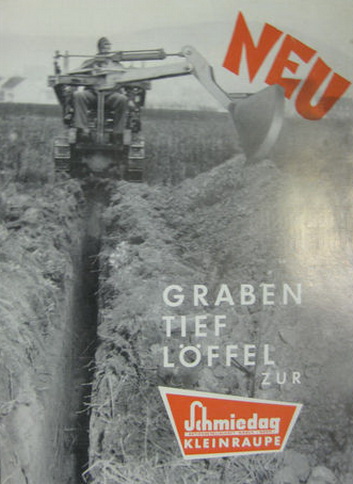 NEU
GRABEN
TIEF
LÖFFEL
ZUR
Schmiedag
KLEINRAUPE